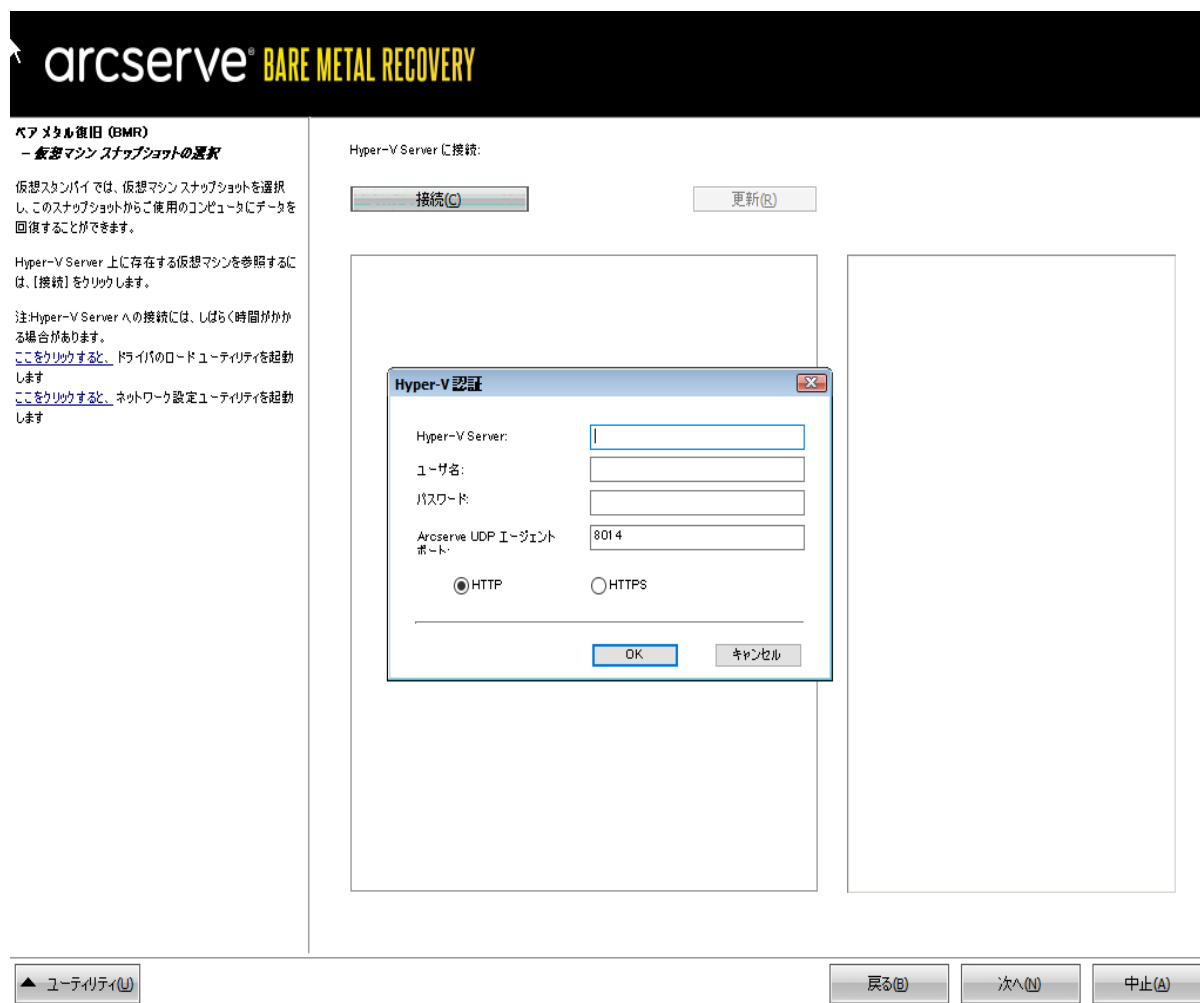 arcserve® BARE METAL RECOVERY
ベアメタル復旧 (BMR)
- 仮想マシン スナップショットの選択
仮想スタンバイ では、仮想マシン スナップショットを選択
し、このスナップショットからご使用のコンピュータにデータを
回復することができます。
Hyper-V Server 上に存在する仮想マシンを参照するに
は、[接続] をクリックします。
注:Hyper-V Server への接続には、しばらく時間がかか
る場合があります。
ここをクリックすると、 ドライバのロード ユーティリティを起動
します
ここをクリックすると、 ネットワーク設定ユーティリティを起動
します
Hyper-V Server に接続:
接続(C)
更新(R)
Hyper-V 認証
Hyper-V Server:
ユーザ名:
パスワード:
Arcserve UDP エージェント
ポート:
8014
HTTP
HTTPS
OK
キャンセル
▲ ユーティリティ(U)
戻る(B)
次へ(N)
中止(A)